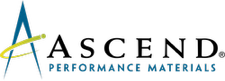 ASCEND®
PERFORMANCE MATERIALS